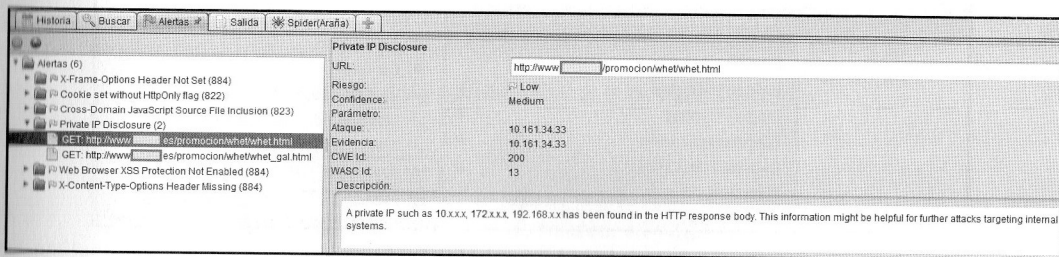 Historia Buscar Alertas Salida Spider(Araña)
Alertas (6)
X-Frame-Options Header Not Set (884)
Cookie set without HttpOnly flag (822)
Cross-Domain JavaScript Source File Inclusion (823)
Private IP Disclosure (2)
GET: http://www es/promocion/whet/whet.html
GET: http://www es/promocion/whet/whet_gal.html
Web Browser XSS Protection Not Enabled (884)
X-Content-Type-Options Header Missing (884)
Private IP Disclosure
URL: http://www /promocion/whet/whet.html
Riesgo: Low
Confidence: Medium
Parámetro:
Ataque: 10.161.34.33
Evidencia: 10.161.34.33
CWE Id: 200
WASC Id: 13
Descripción:
A private IP such as 10.x.x.x, 172.x.x.x, 192.168.x.x has been found in the HTTP response body. This information might be helpful for further attacks targeting internal
systems.